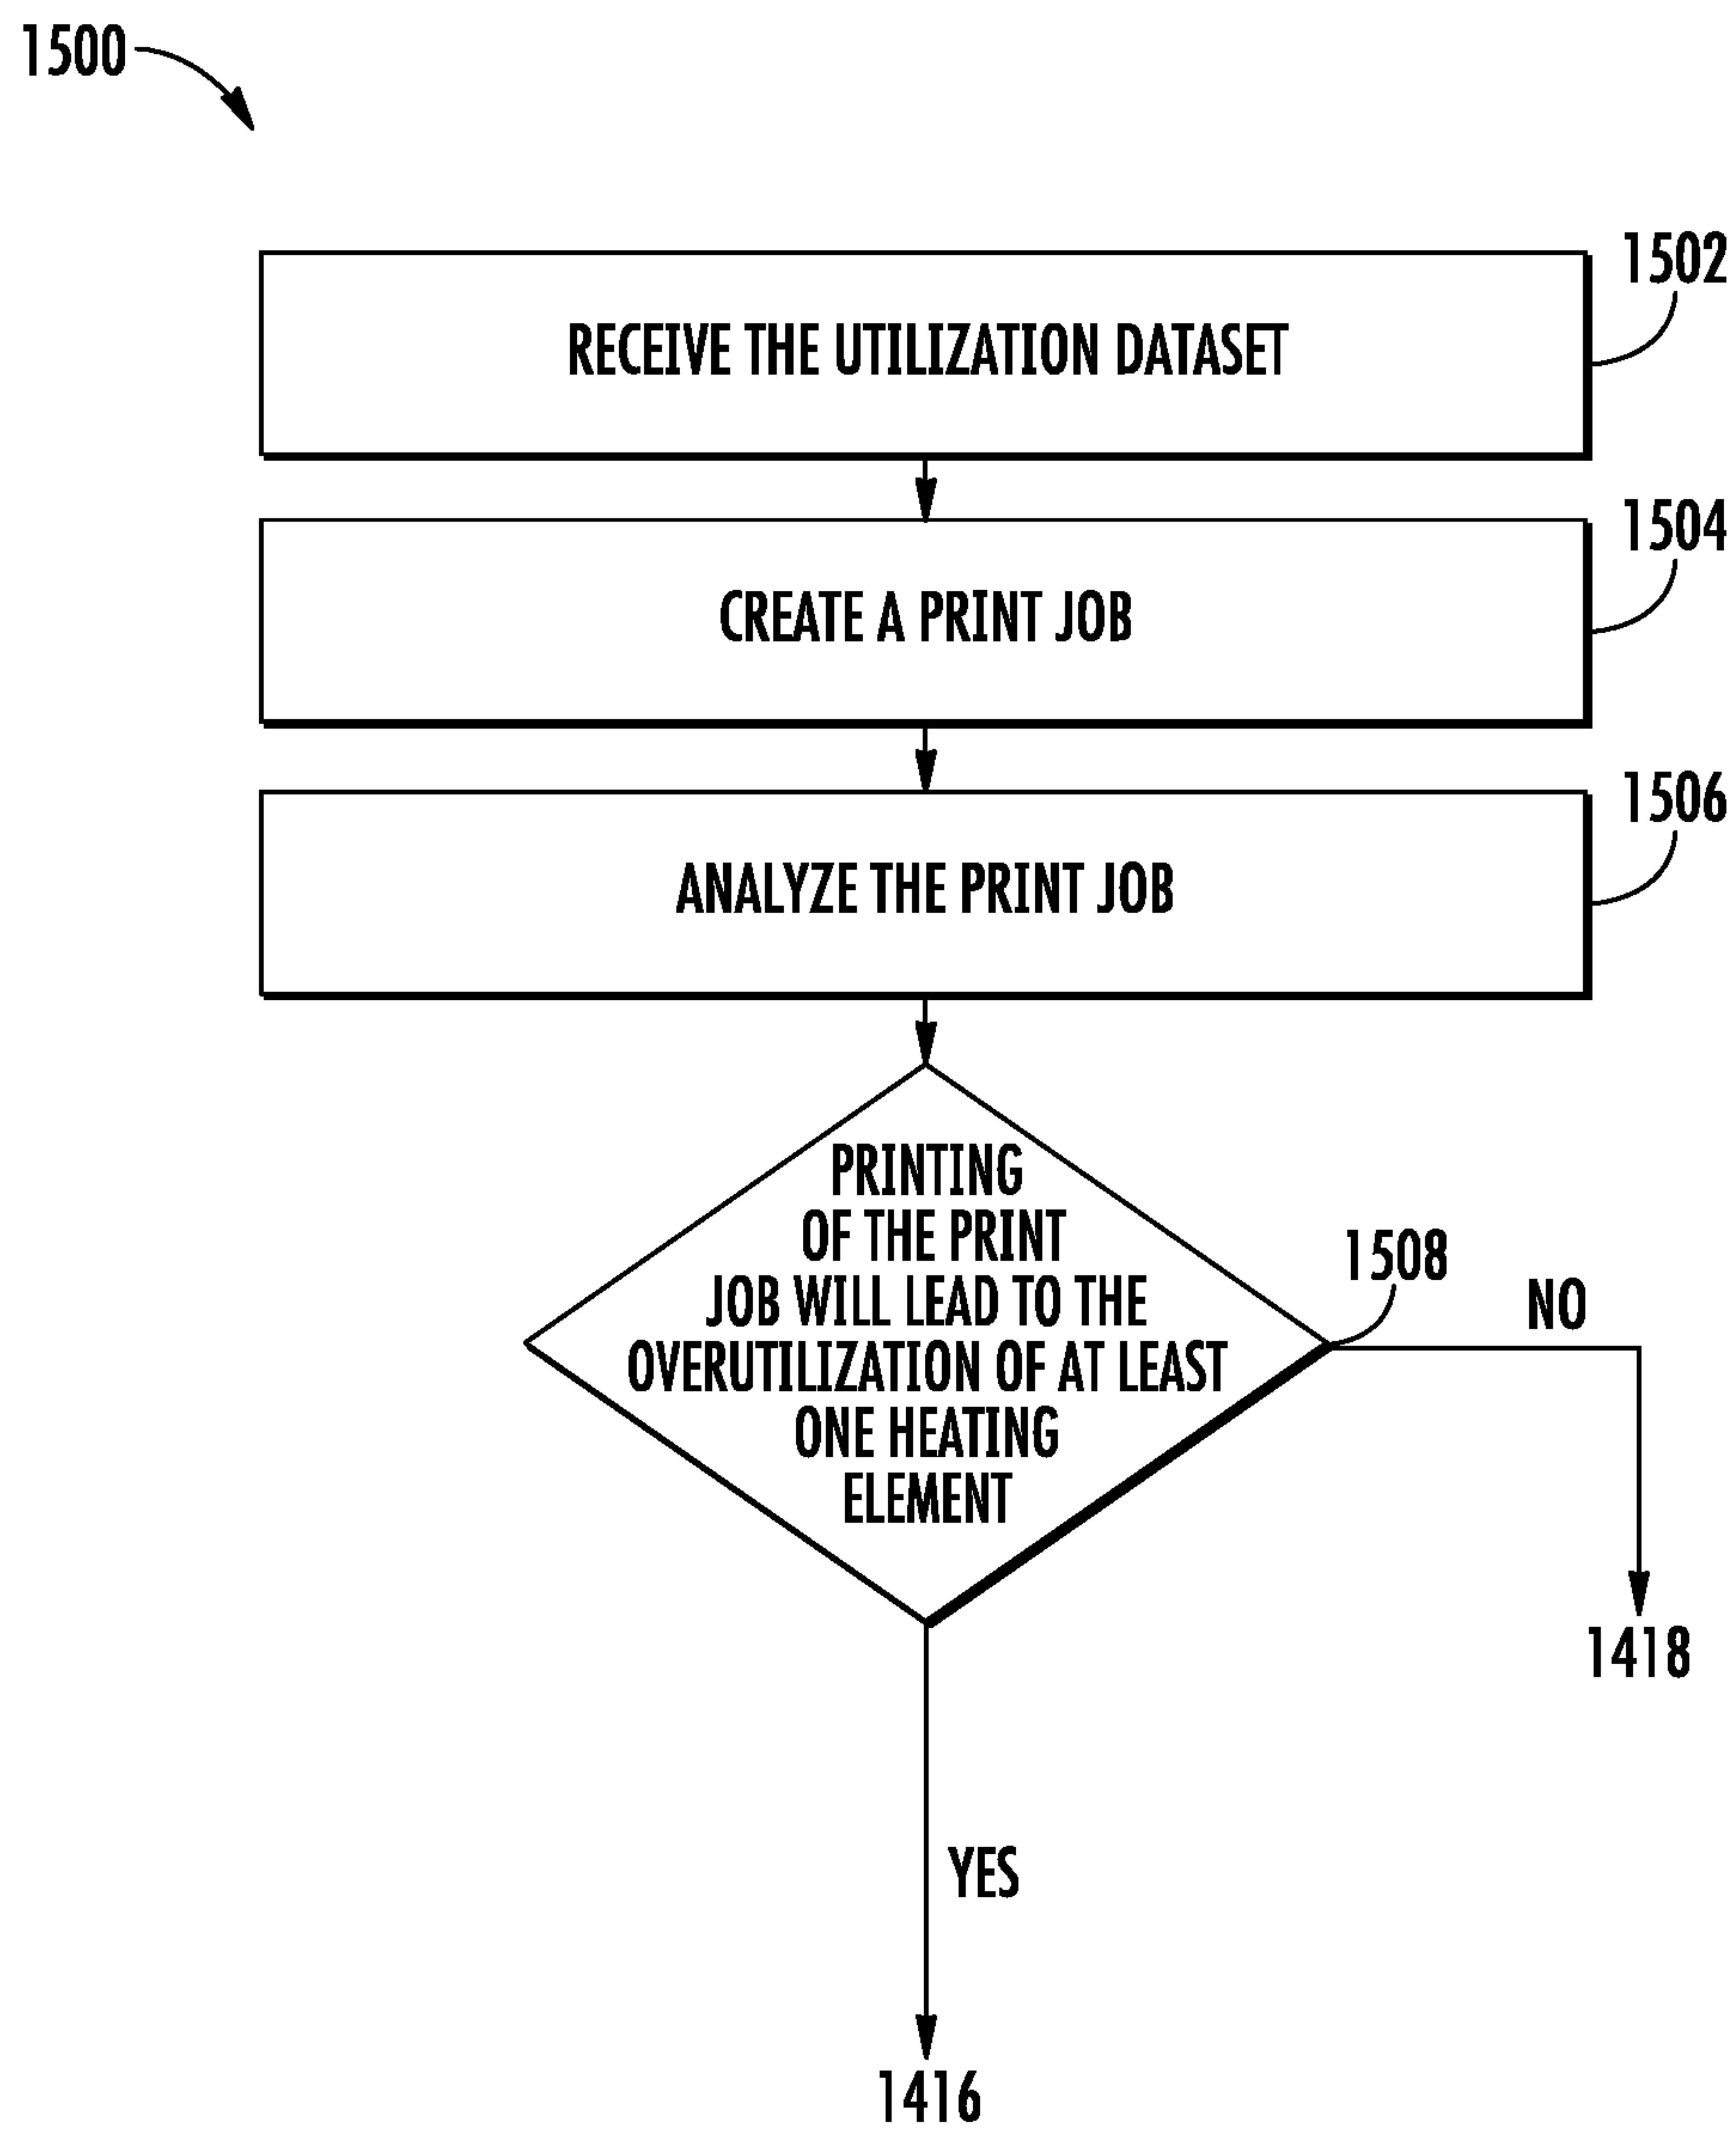 1500
1502
RECEIVE THE UTILIZATION DATASET
1504
CREATE A PRINT JOB
1506
ANALYZE THE PRINT JOB
PRINTING
OF THE PRINT
JOB WILL LEAD TO THE
OVERUTILIZATION OF AT LEAST
ONE HEATING
ELEMENT
1508
NO
1418
YES
1416